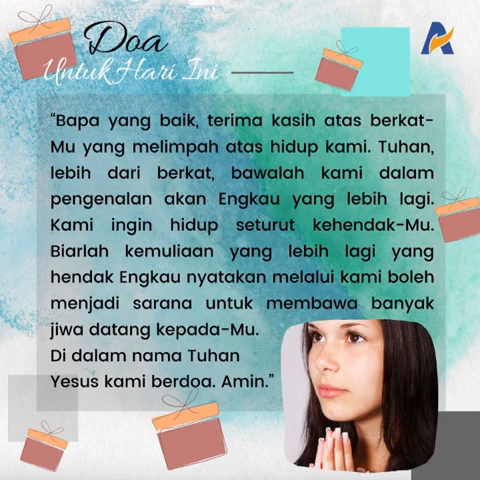 Doa
Untuk Hari Ini
“Bapa yang baik, terima kasih atas berkat-
Mu yang melimpah atas hidup kami. Tuhan,
lebih dari berkat, bawalah kami dalam
pengenalan akan Engkau yang lebih lagi.
Kami ingin hidup seturut kehendak-Mu.
Biarlah kemuliaan yang lebih lagi yang
hendak Engkau nyatakan melalui kami boleh
menjadi sarana untuk membawa banyak
jiwa datang kepada-Mu.
Di dalam nama Tuhan
Yesus kami berdoa. Amin.”